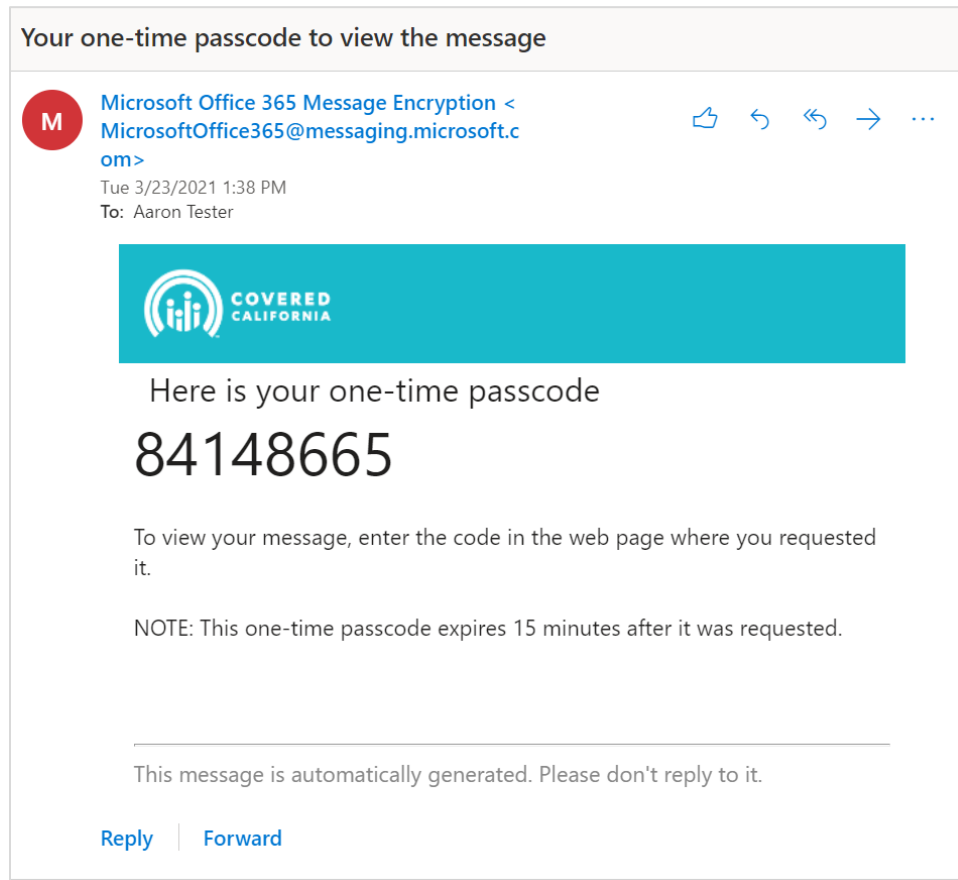 Your one-time passcode to view the message
M
Microsoft Office 365 Message Encryption <
MicrosoftOffice365@messaging.microsoft.c
om>
Tue 3/23/2021 1:38 PM
To: Aaron Tester
COVERED
CALIFORNIA
Here is your one-time passcode
84148665
To view your message, enter the code in the web page where you requested
it.
NOTE: This one-time passcode expires 15 minutes after it was requested.
This message is automatically generated. Please don't reply to it.
Reply Forward